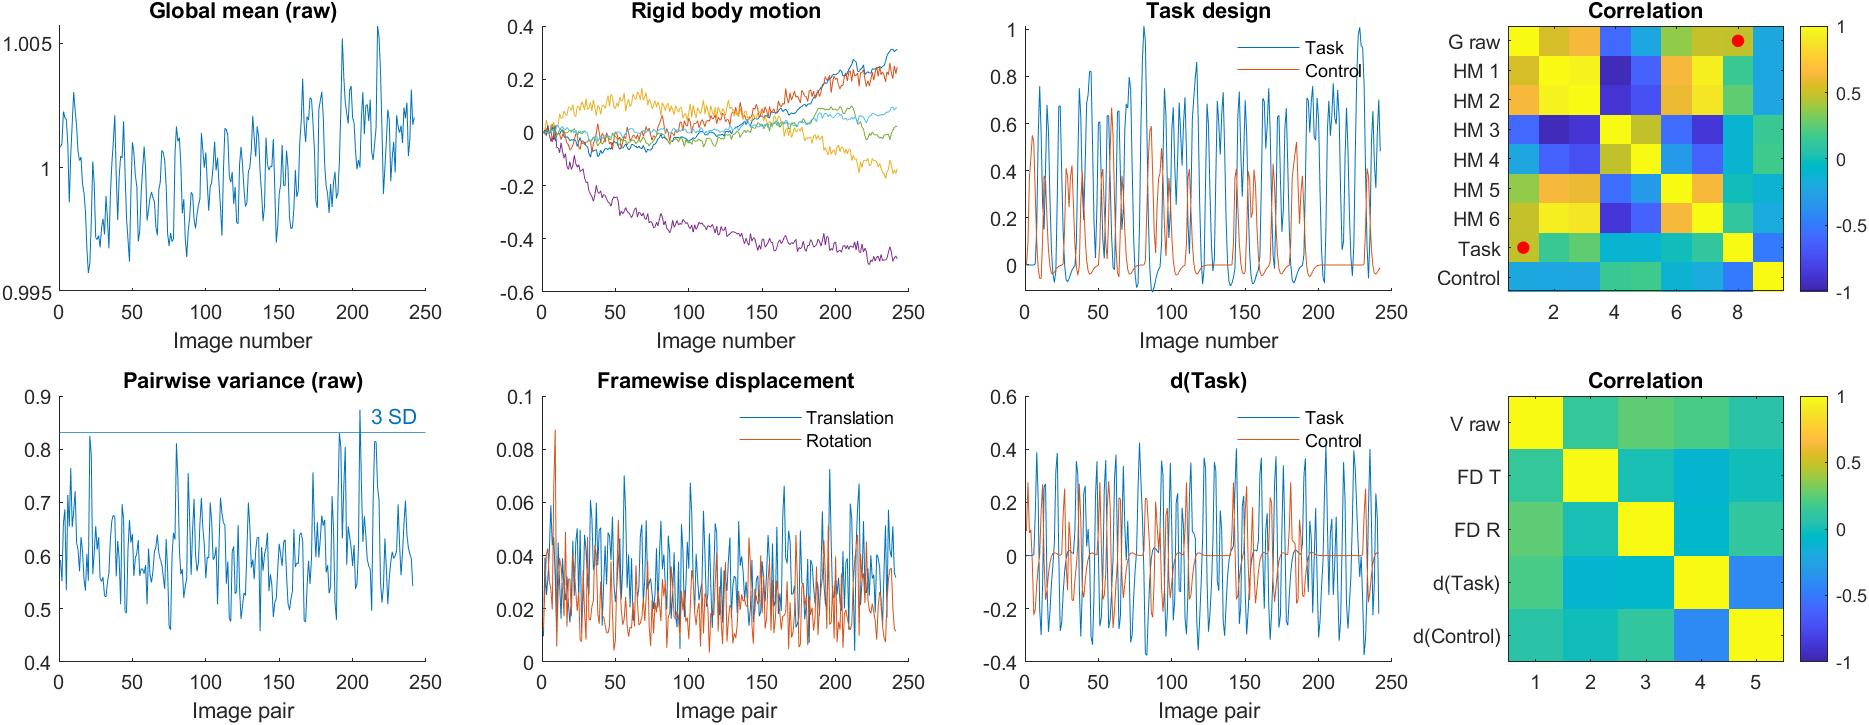 Global mean (raw)
1.005
1
0.995
0 50 100 150 200 250
Image number
Rigid body motion
0.4
0.2
0
-0.2
-0.4
-0.6
0 50 100 150 200 250
Image number
Task design
1
0.8
0.6
0.4
0.2
0
Task
Control
0 50 100 150 200 250
Image number
Correlation
G raw
HM 1
HM 2
HM 3
HM 4
HM 5
HM 6
Task
Control
2 4 6 8
1
0.5
0
-0.5
-1
Pairwise variance (raw)
0.9
0.8
0.7
0.6
0.5
0.4
3 SD
0 50 100 150 200 250
Image pair
Framewise displacement
0.1
0.08
0.06
0.04
0.02
0
Translation
Rotation
0 50 100 150 200 250
Image pair
d(Task)
0.6
0.4
0.2
0
-0.2
-0.4
Task
Control
0 50 100 150 200 250
Image pair
Correlation
V raw
FD T
FD R
d(Task)
d(Control)
1 2 3 4 5
1
0.5
0
-0.5
-1